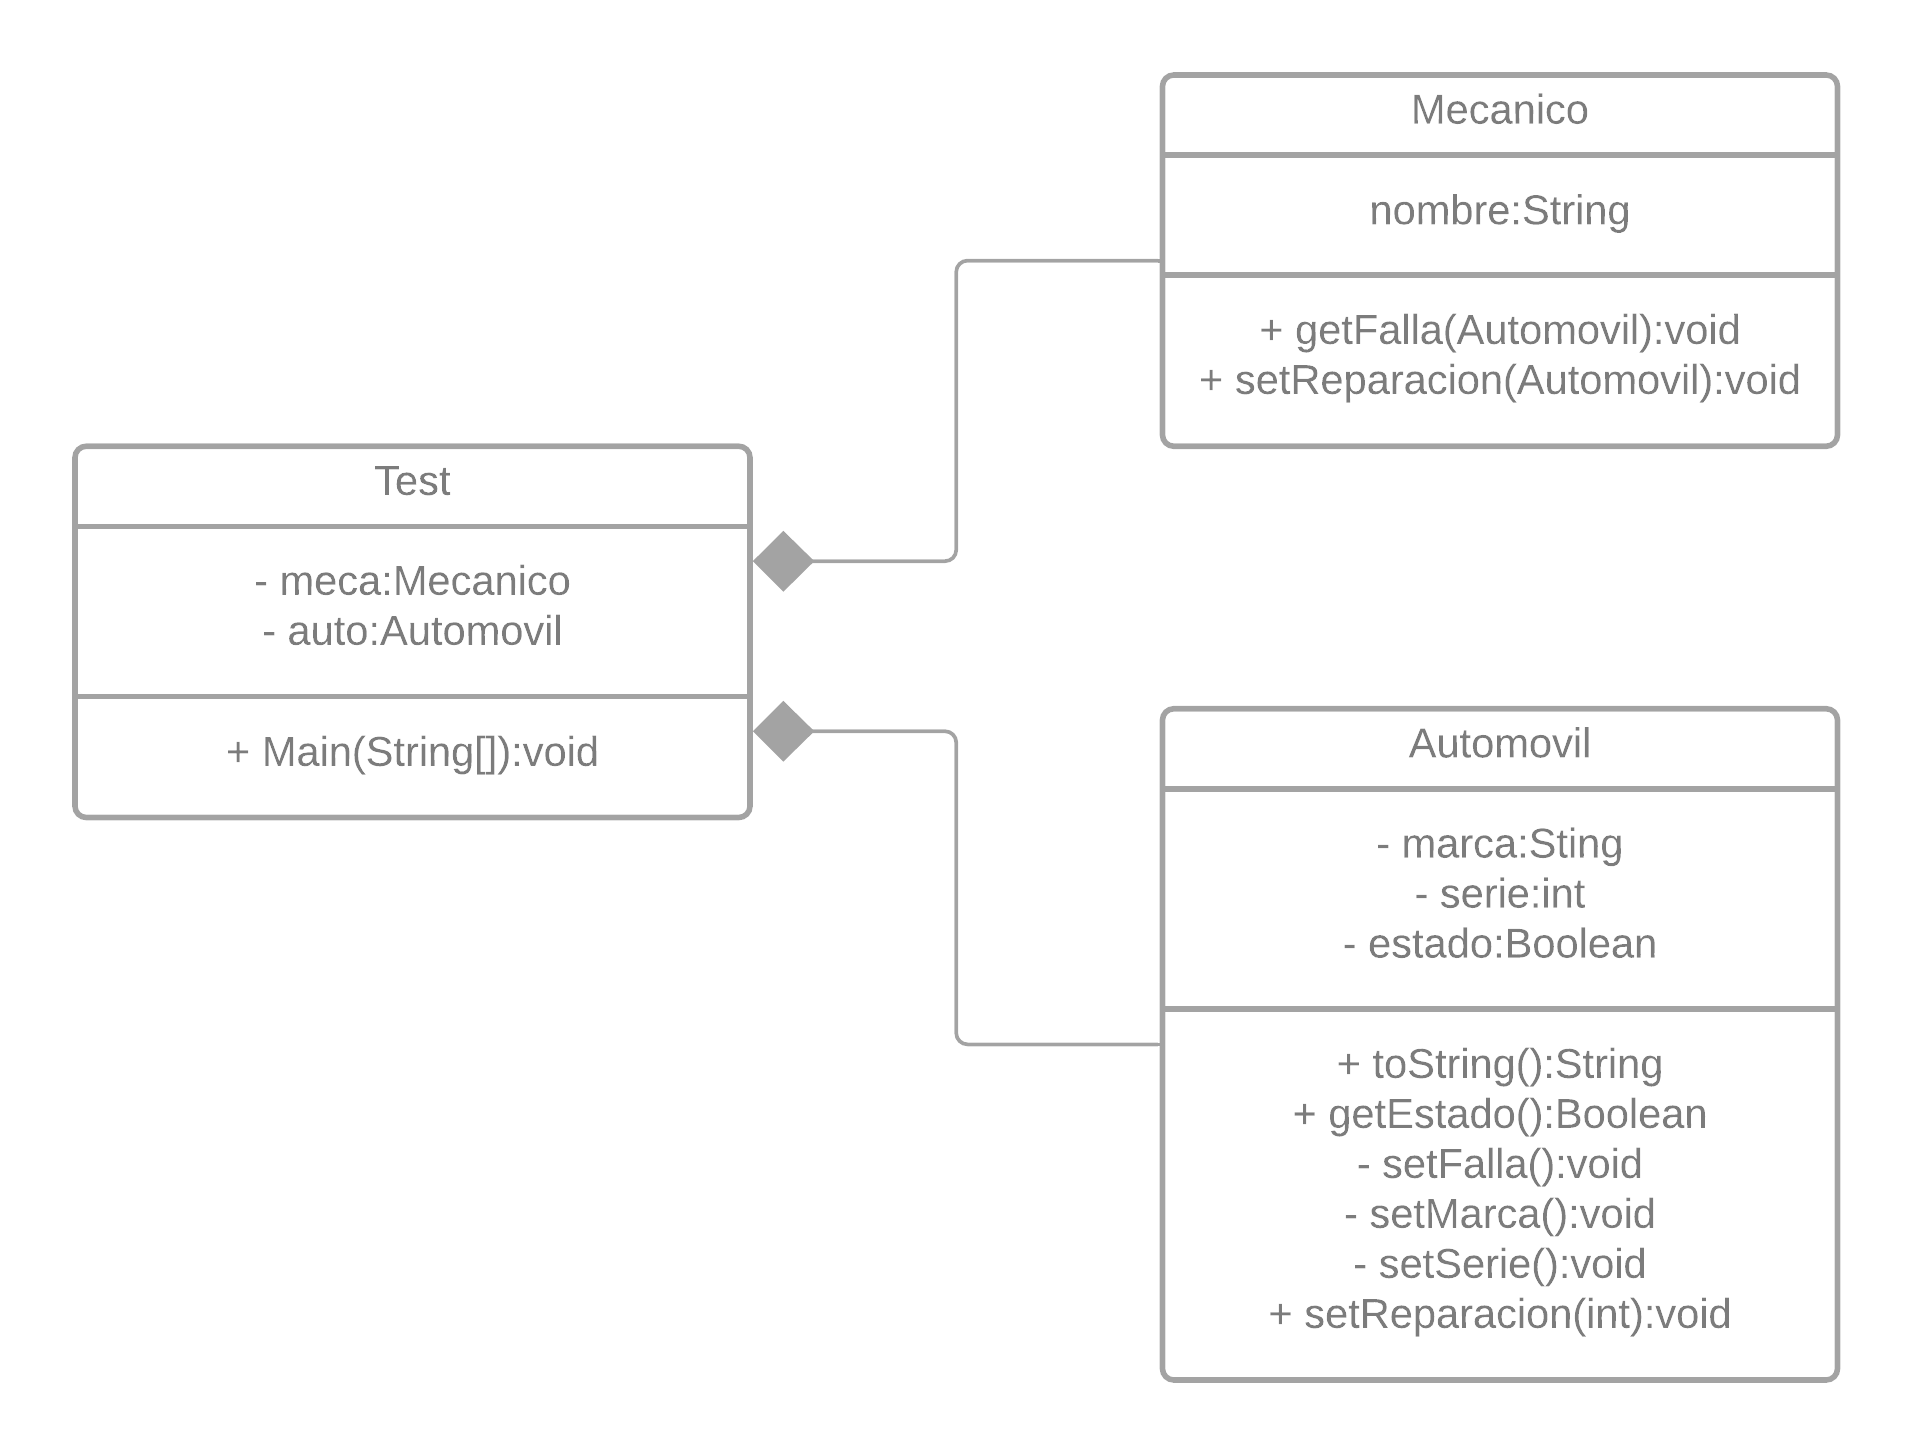 Mecanico
nombre:String
+ getFalla(Automovil):void
+ setReparacion(Automovil):void
Test
- meca:Mecanico
- auto:Automovil
+ Main(String[]):void
Automovil
- marca:Sting
- serie:int
- estado:Boolean
+ toString():String
+ getEstado():Boolean
- setFalla():void
- setMarca():void
- setSerie():void
+ setReparacion(int):void